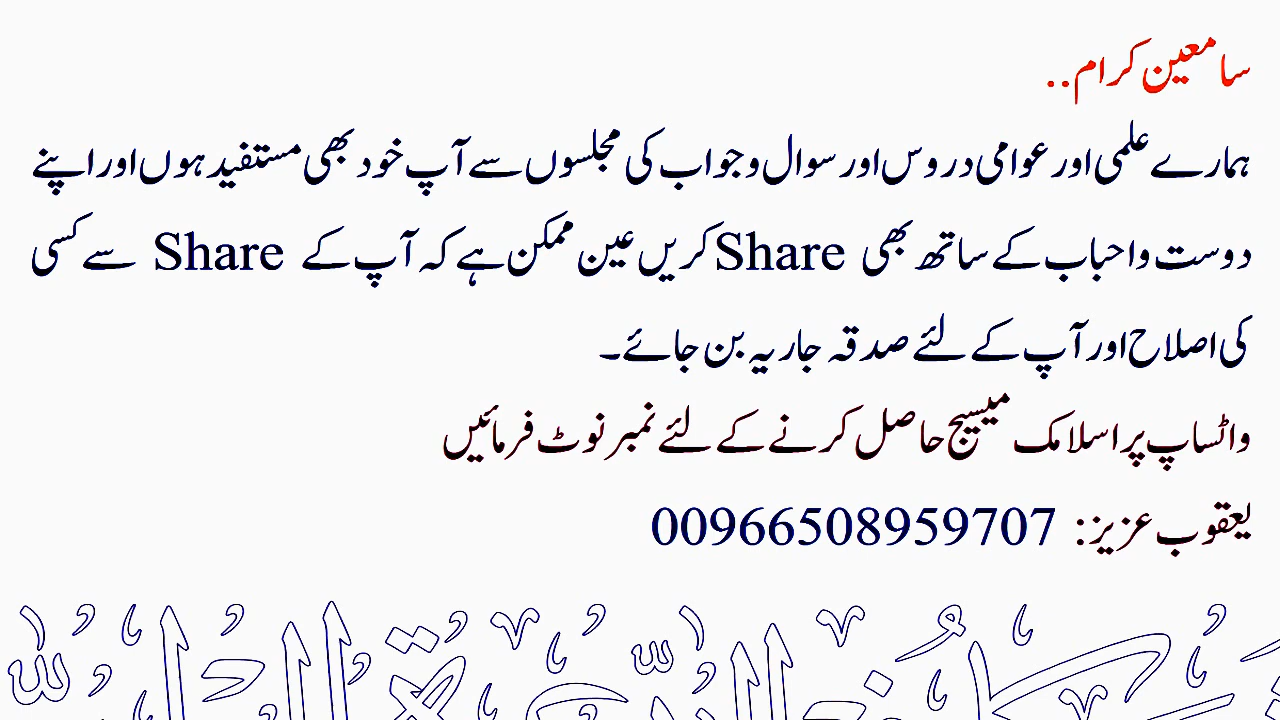 سامعین کرام..
ہمارے علمی اور عوامی دروس اور سوال و جواب کی مجلسوں سے آپ خود بھی مستفید ہوں اور اپنے
دوست و احباب کے ساتھ بھی Share کریں عین ممکن ہے کہ آپ کے Share سے کسی
کی اصلاح اور آپ کے لئے صدقہ جاریہ بن جائے۔
واٹساپ پر اسلامک میسیج حاصل کرنے کے لئے نمبر نوٹ فرمائیں
یعقوب عزیز: 00966508959707